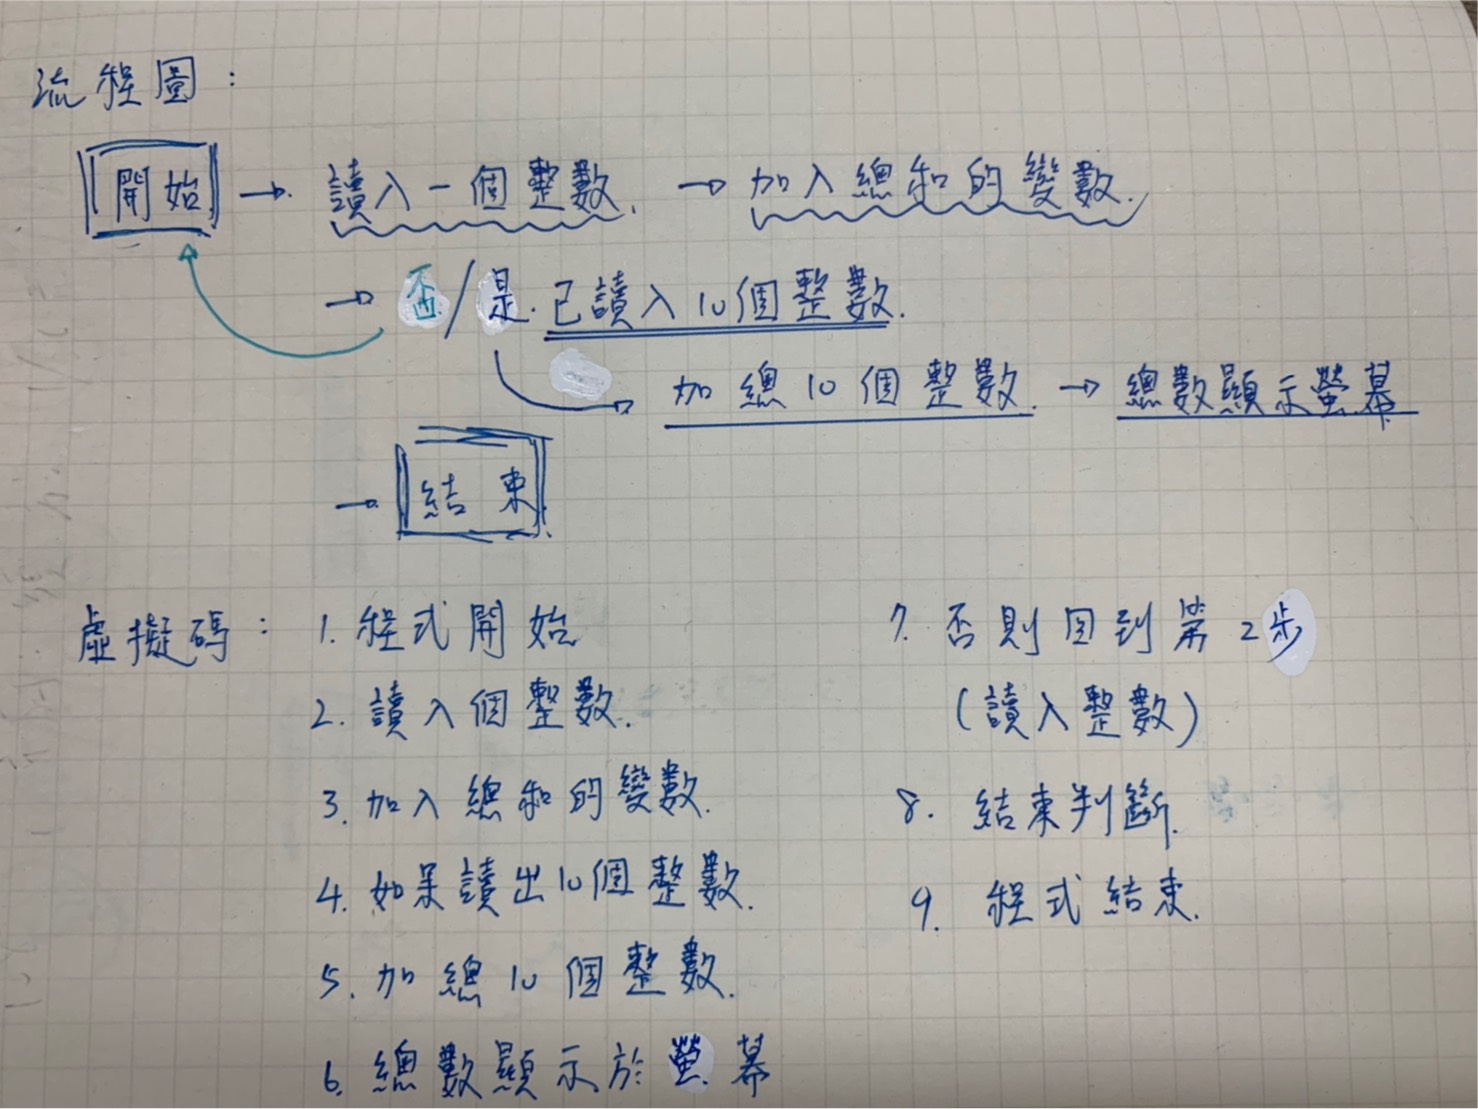 流程圖：
開始 → 讀入一個整數. → 加入總和的變數.
→ 否/是. 已讀入10個整數.
加總10個整數. → 總數顯示螢幕
→ 結束
虛擬碼： 1. 程式開始
2. 讀入個整數.
3. 加入總和的變數.
4. 如果讀出10個整數.
5. 加總10個整數.
6. 總數顯示於螢幕
7. 否則回到第2步
(讀入整數)
8. 結束判斷.
9. 程式結束.